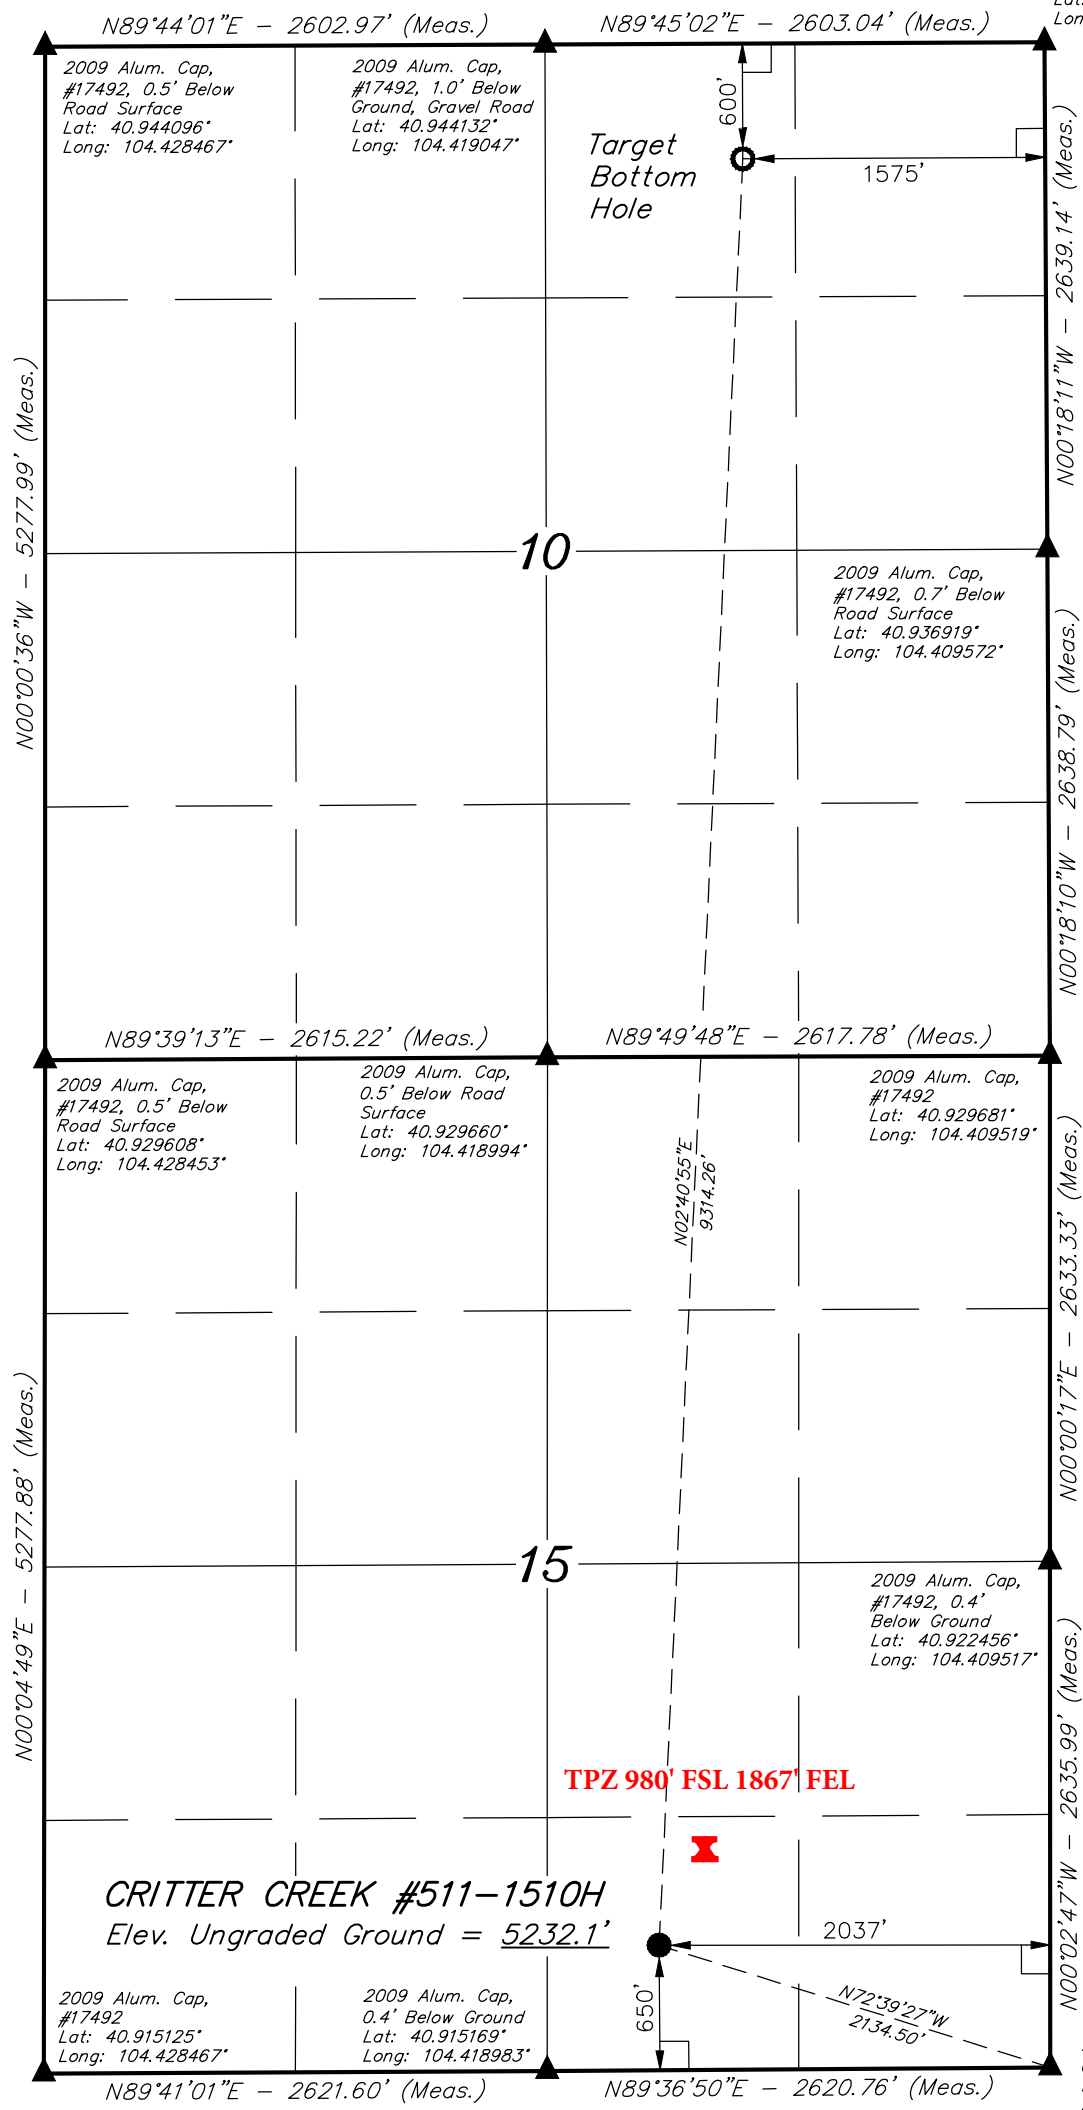 N89°44'01"E - 2602.97' (Meas.)
N89°45'02"E - 2603.04' (Meas.)
2009 Alum. Cap,
#17492, 0.5' Below
Road Surface
Lat: 40.944096°
Long: 104.428467°
2009 Alum. Cap,
#17492, 1.0' Below
Ground, Gravel Road
Lat: 40.944132°
Long: 104.419047°
600'
Target
Bottom
Hole
1575'
N00°18'11"W - 2639.14' (Meas.)
N00°00'36"W - 5277.99' (Meas.)
10
2009 Alum. Cap,
#17492, 0.7' Below
Road Surface
Lat: 40.936919°
Long: 104.409572°
N00°18'10"W - 2638.79' (Meas.)
N89°39'13"E - 2615.22' (Meas.)
N89°49'48"E - 2617.78' (Meas.)
2009 Alum. Cap,
#17492, 0.5' Below
Road Surface
Lat: 40.929608°
Long: 104.428453°
2009 Alum. Cap,
0.5' Below Road
Surface
Lat: 40.929660°
Long: 104.418994°
2009 Alum. Cap,
#17492
Lat: 40.929681°
Long: 104.409519°
N02°40'55"E
9314.26'
N00°00'17"E - 2633.33' (Meas.)
N00°04'49"E - 5277.88' (Meas.)
15
2009 Alum. Cap,
#17492, 0.4'
Below Ground
Lat: 40.922456°
Long: 104.409517°
TPZ 980' FSL 1867' FEL
N00°02'47"W - 2635.99' (Meas.)
CRITTER CREEK #511-1510H
Elev. Ungraded Ground = 5232.1'
2037'
650'
N72°39'27"W
2134.50'
2009 Alum. Cap,
#17492
Lat: 40.915125°
Long: 104.428467°
2009 Alum. Cap,
0.4' Below Ground
Lat: 40.915169°
Long: 104.418983°
N89°41'01"E - 2621.60' (Meas.)
N89°36'50"E - 2620.76' (Meas.)